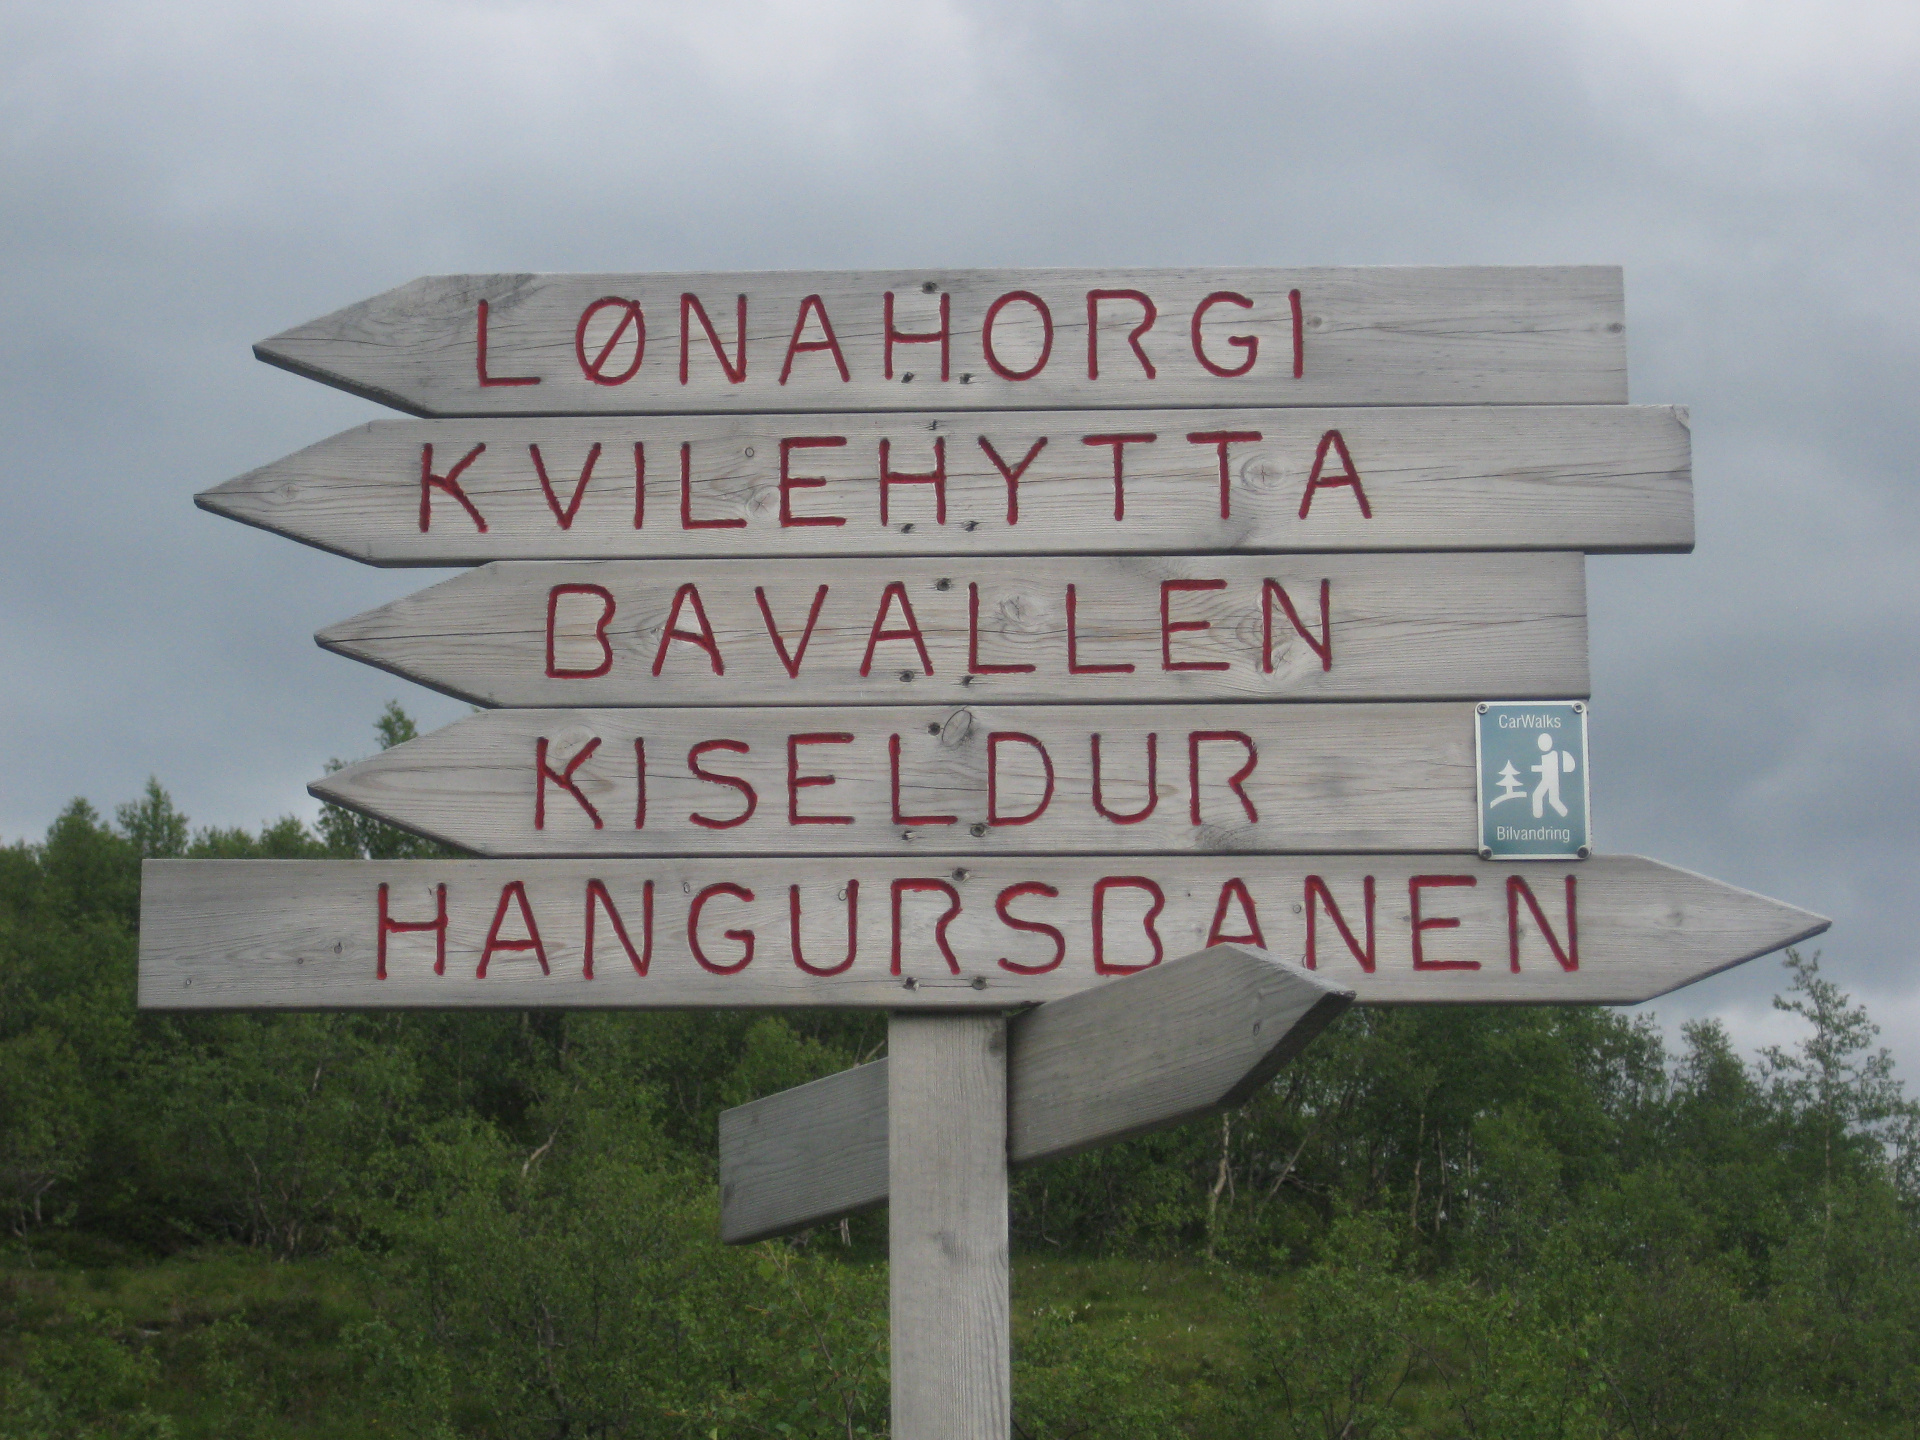 LØNAHORGI
KVILEHYTTA
BAVALLEN
KISELDUR
CarWalks
Bilvandring
HANGURSBANEN